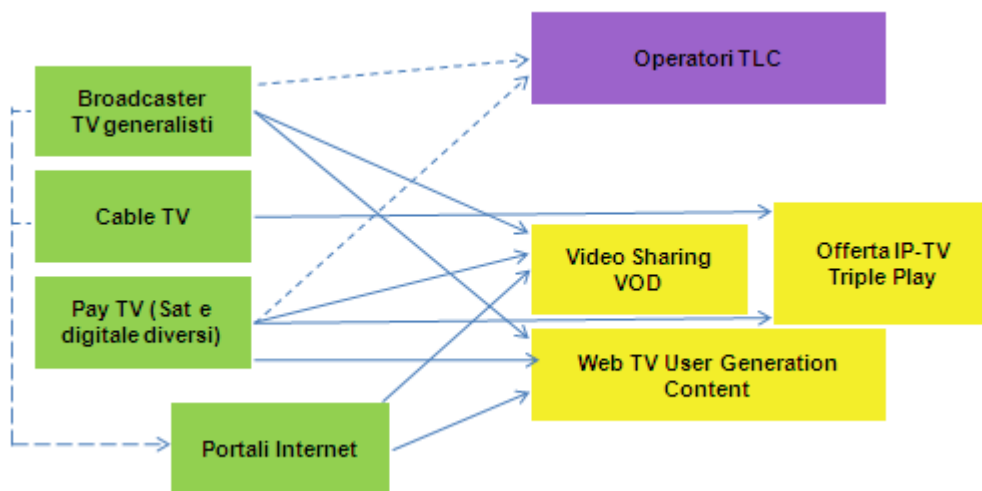 Operatori TLC
Broadcaster
TV generalisti
Cable TV
Video Sharing
VOD
Offerta IP-TV
Triple Play
Pay TV (Sat e
digitale diversi)
Web TV User Generation
Content
Portali Internet